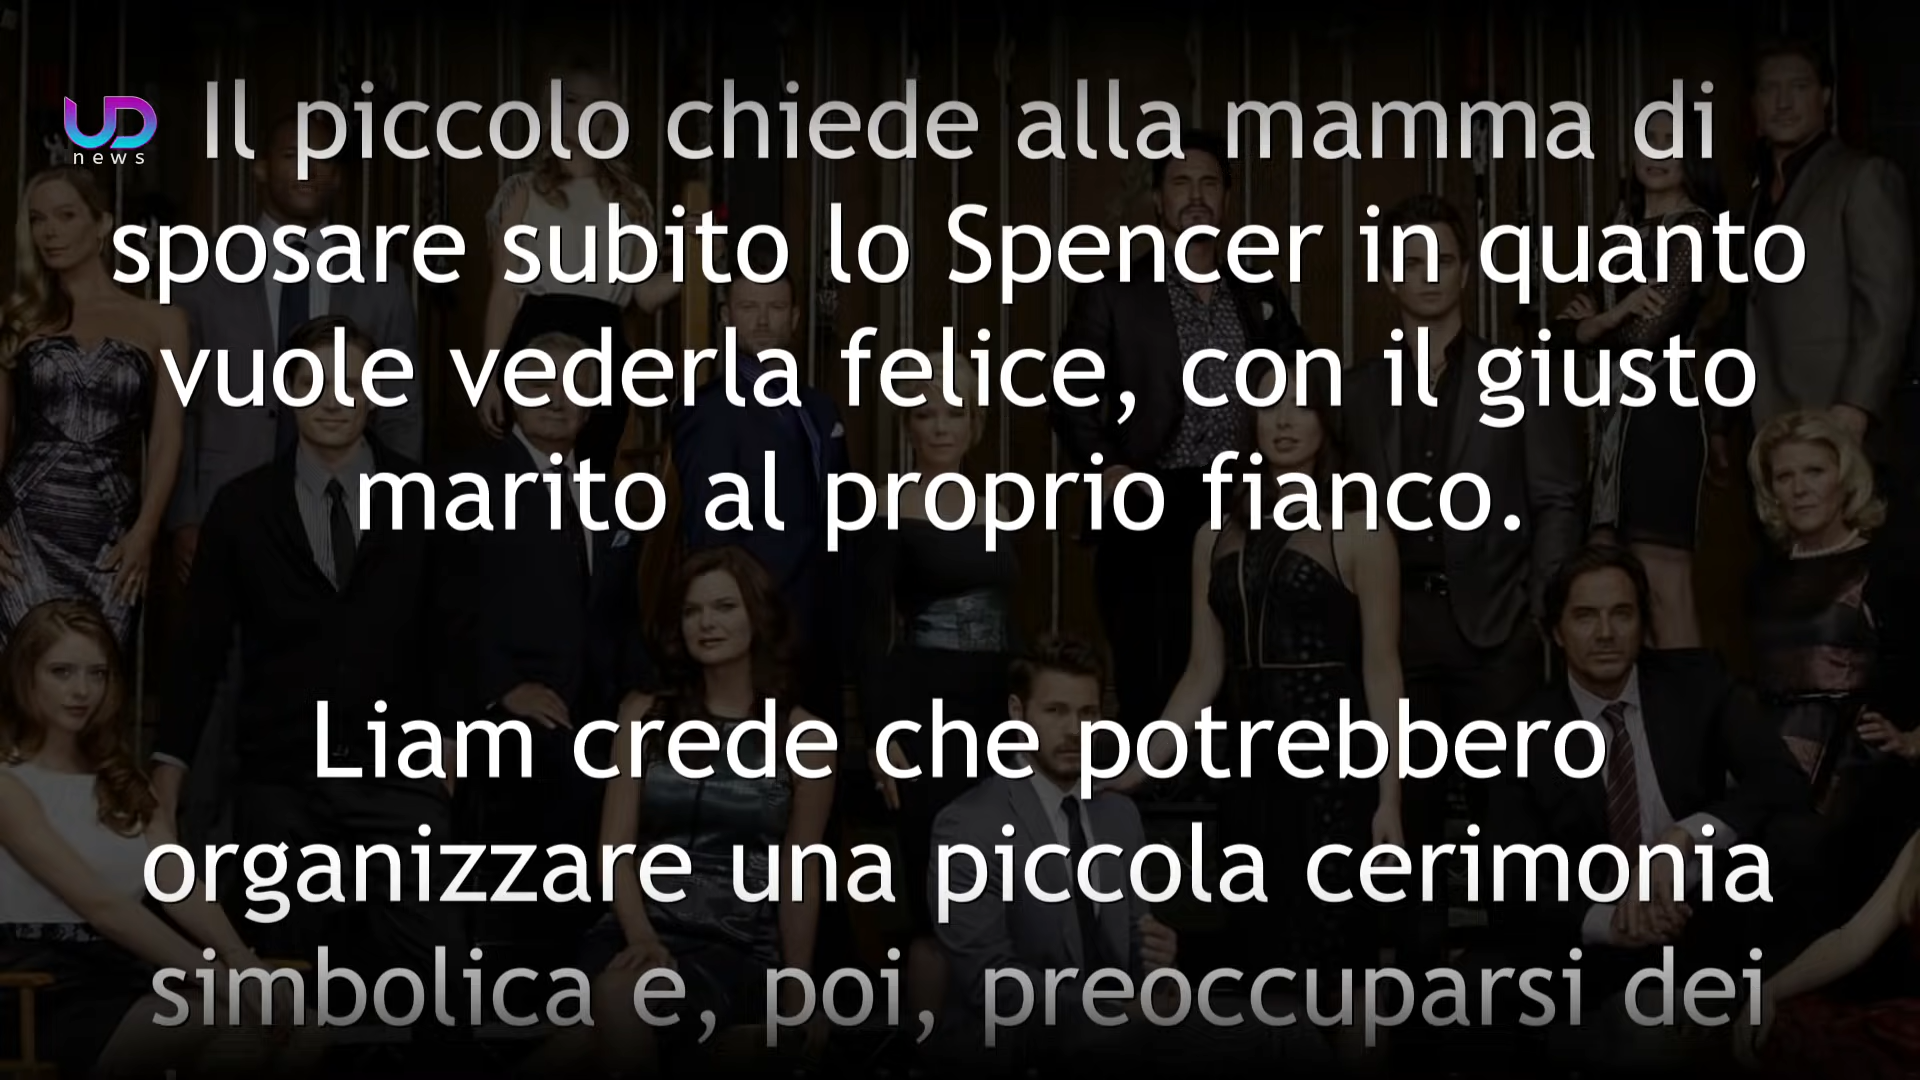 UD
news
Il piccolo chiede alla mamma di
sposare subito lo Spencer in quanto
vuole vederla felice, con il giusto
marito al proprio fianco.
Liam crede che potrebbero
organizzare una piccola cerimonia
simbolica e, poi, preoccuparsi dei